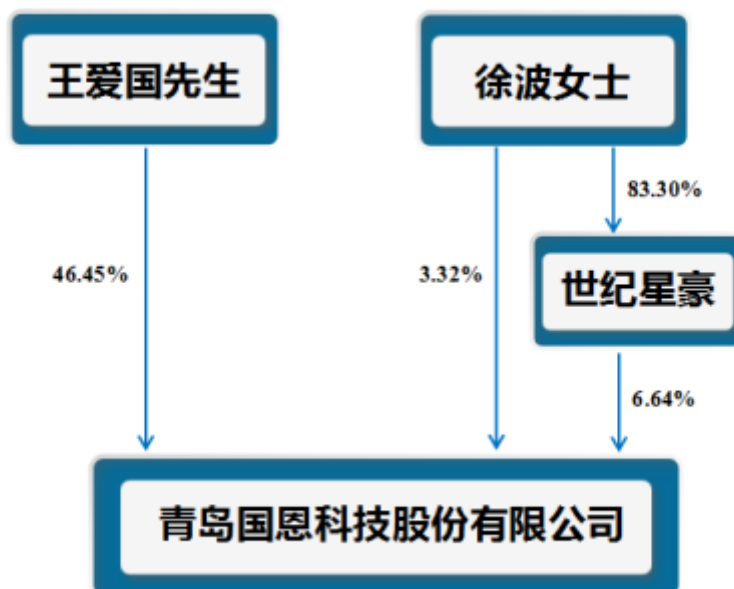 王爱国先生
徐波女士
83.30%
46.45%
3.32%
世纪星豪
6.64%
青岛国恩科技股份有限公司